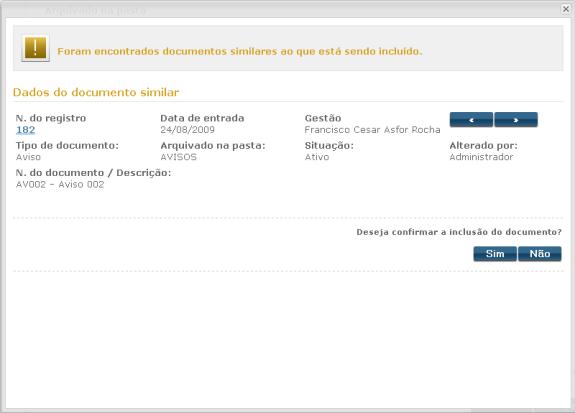 Arquivado na pasta
Foram encontrados documentos similares ao que está sendo incluído.
Dados do documento similar
N. do registro Data de entrada Gestão « »
182 24/08/2009 Francisco Cesar Asfor Rocha
Tipo de documento: Arquivado na pasta: Situação: Alterado por:
Aviso AVISOS Ativo Administrador
N. do documento / Descrição:
AV002 - Aviso 002
Deseja confirmar a inclusão do documento?
Sim Não